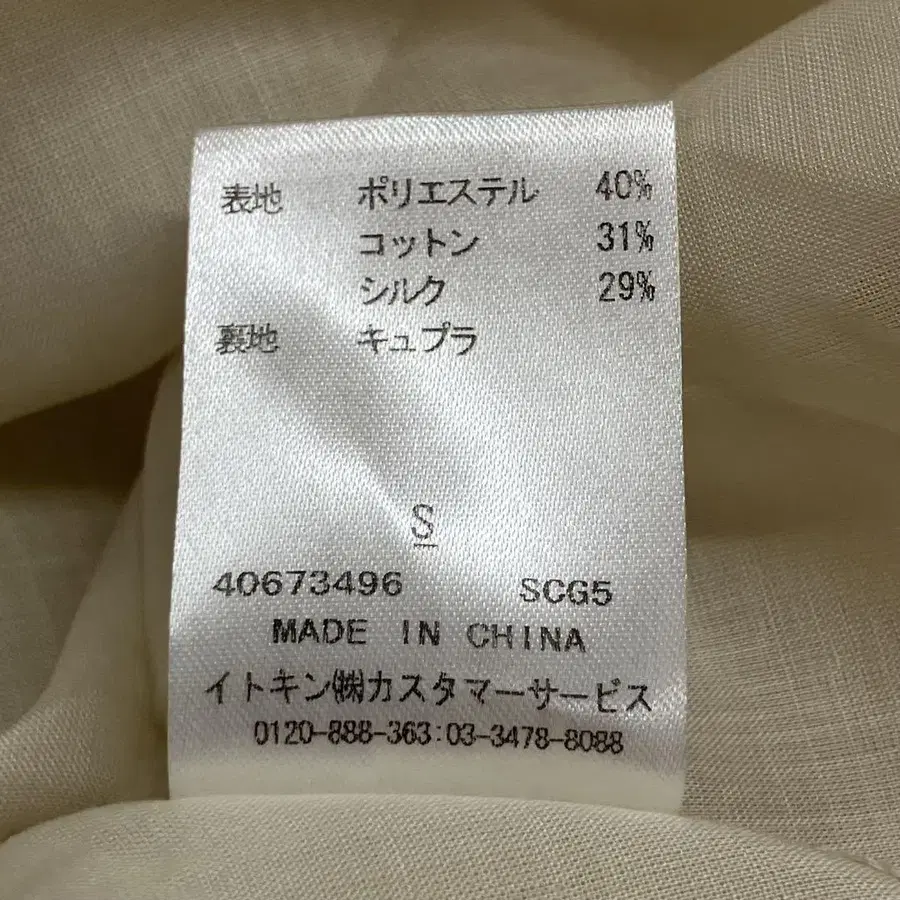 表地 ポリエステル 40%
コットン 31%
シルク 29%
裏地 キュプラ
S
40673496 SCG5
MADE IN CHINA
イトキン㈱カスタマーサービス
0120-888-363:03-3478-8088